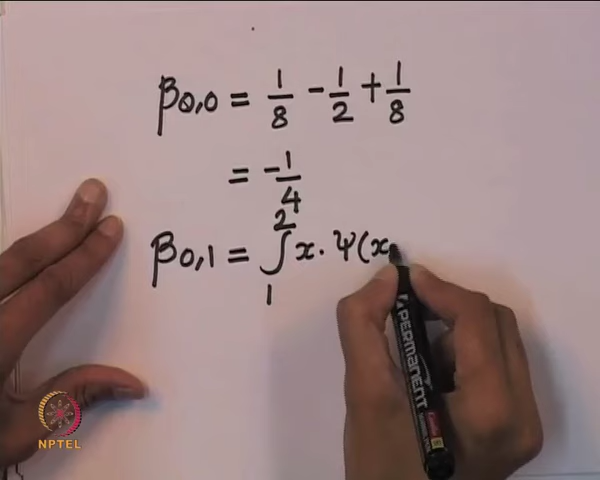 β0,0 = 1/8 - 1/2 + 1/8
= -1/4
β0,1 = ∫₁² x · Ψ(x
PERMANENT
NPTEL